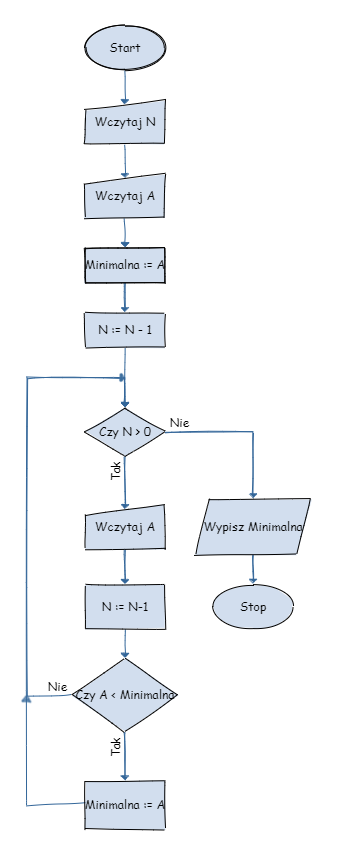 Start
Wczytaj N
Wczytaj A
Minimalna := A
N := N - 1
Czy N > 0
Nie
Tak
Wczytaj A
Wypisz Minimalna
N := N-1
Stop
Czy A < Minimalna
Nie
Tak
Minimalna := A